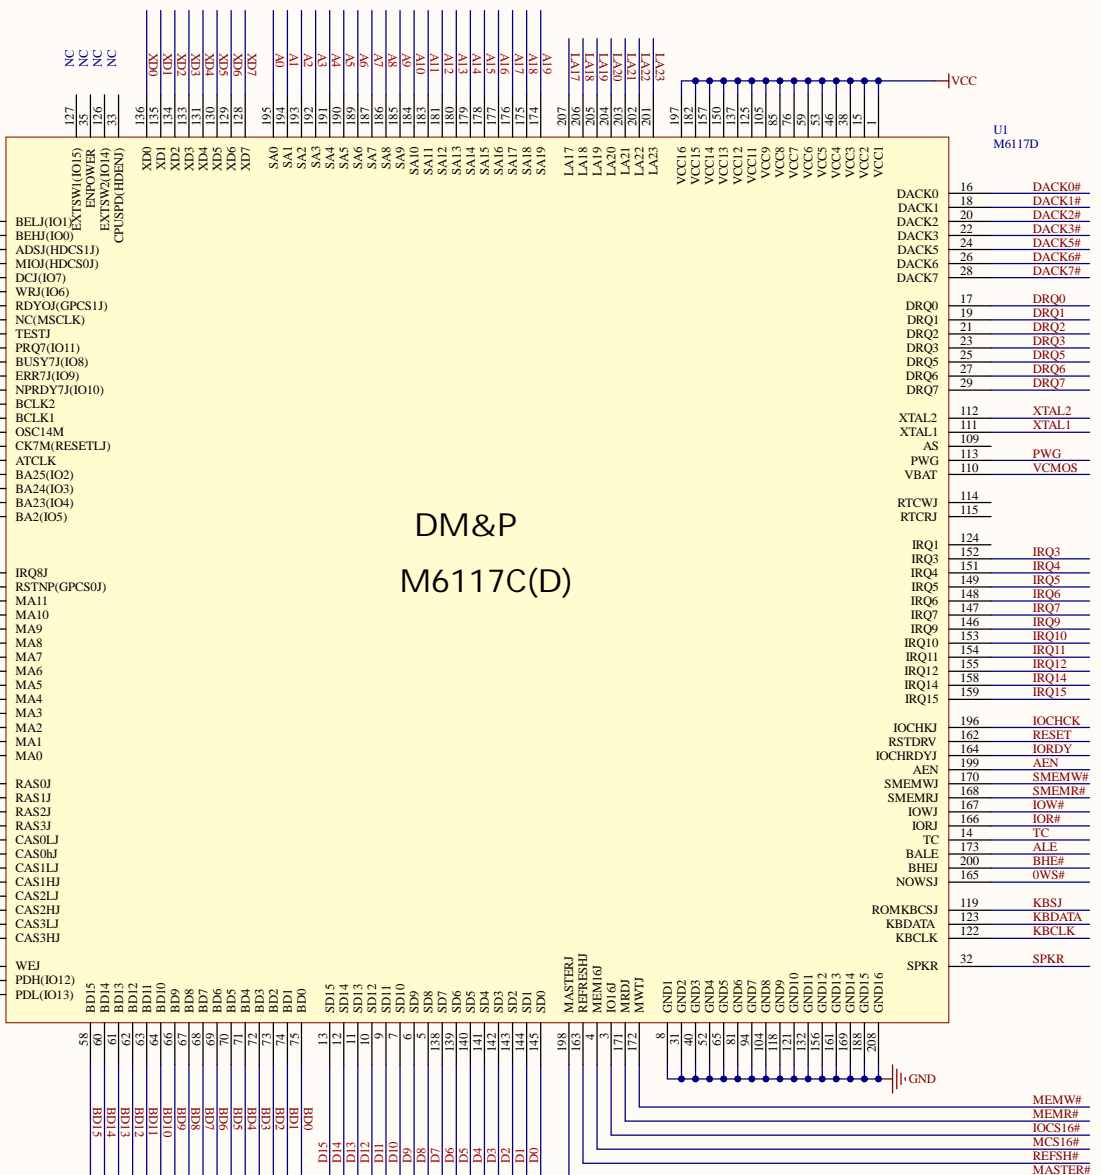 NC
NC
NC
NC
XD0
XD1
XD2
XD3
XD4
XD5
XD6
XD7
A0
A1
A2
A3
A4
A5
A6
A7
A8
A9
A10
A11
A12
A13
A14
A15
A16
A17
A18
A19
LA17
LA18
LA19
LA20
LA21
LA22
LA23
VCC
127
35
126
33
136
135
134
133
131
130
129
128
195
194
193
192
191
190
189
187
186
185
184
183
181
180
179
178
177
176
175
174
207
206
205
204
203
202
201
197
182
157
150
137
125
105
85
76
59
53
46
38
15
1
U1
M6117D
EXTSW1(IO15)
ENPOWER
EXTSW2(IO14)
CPUSPD(HDENJ)
XD0
XD1
XD2
XD3
XD4
XD5
XD6
XD7
SA0
SA1
SA2
SA3
SA4
SA5
SA6
SA7
SA8
SA9
SA10
SA11
SA12
SA13
SA14
SA15
SA16
SA17
SA18
SA19
LA17
LA18
LA19
LA20
LA21
LA22
LA23
VCC16
VCC15
VCC14
VCC13
VCC12
VCC11
VCC9
VCC8
VCC7
VCC6
VCC5
VCC4
VCC3
VCC2
VCC1
BELJ(IO1)
BEHJ(IO0)
ADSJ(HDCS1J)
MIOJ(HDCS0J)
DCJ(IO7)
WRJ(IO6)
RDYOJ(GPCS1J)
NC(MSCLK)
TESTJ
PRQ7(IO11)
BUSY7J(IO8)
ERR7J(IO9)
NPRDY7J(IO10)
BCLK2
BCLK1
OSC14M
CK7M(RESETLJ)
ATCLK
BA25(IO2)
BA24(IO3)
BA23(IO4)
BA2(IO5)
IRQ8J
RSTNP(GPCS0J)
MA11
MA10
MA9
MA8
MA7
MA6
MA5
MA4
MA3
MA2
MA1
MA0
RAS0J
RAS1J
RAS2J
RAS3J
CAS0LJ
CAS0hJ
CAS1LJ
CAS1HJ
CAS2LJ
CAS2HJ
CAS3LJ
CAS3HJ
WEJ
PDH(IO12)
PDL(IO13)
DM&P
M6117C(D)
DACK0 16 DACK0#
DACK1 18 DACK1#
DACK2 20 DACK2#
DACK3 22 DACK3#
DACK5 24 DACK5#
DACK6 26 DACK6#
DACK7 28 DACK7#
DRQ0 17 DRQ0
DRQ1 19 DRQ1
DRQ2 21 DRQ2
DRQ3 23 DRQ3
DRQ5 25 DRQ5
DRQ6 27 DRQ6
DRQ7 29 DRQ7
XTAL2 112 XTAL2
XTAL1 111 XTAL1
AS 109
PWG 113 PWG
VBAT 110 VCMOS
RTCWJ 114
RTCRJ 115
IRQ1 124
IRQ3 152 IRQ3
IRQ4 151 IRQ4
IRQ5 149 IRQ5
IRQ6 148 IRQ6
IRQ7 147 IRQ7
IRQ9 146 IRQ9
IRQ10 153 IRQ10
IRQ11 154 IRQ11
IRQ12 155 IRQ12
IRQ14 158 IRQ14
IRQ15 159 IRQ15
IOCHKJ 196 IOCHCK
RSTDRV 162 RESET
IOCHRDYJ 164 IORDY
AEN 199 AEN
SMEMWJ 170 SMEMW#
SMEMRJ 168 SMEMR#
IOWJ 167 IOW#
IORJ 166 IOR#
TC 14 TC
BALE 173 ALE
BHEJ 200 BHE#
NOWSJ 165 0WS#
ROMKBCSJ 119 KBSJ
KBDATA 123 KBDATA
KBCLK 122 KBCLK
SPKR 32 SPKR
BD15
BD14
BD13
BD12
BD11
BD10
BD9
BD8
BD7
BD6
BD5
BD4
BD3
BD2
BD1
BD0
SD15
SD14
SD13
SD12
SD11
SD10
SD9
SD8
SD7
SD6
SD5
SD4
SD3
SD2
SD1
SD0
MASTERJ
REFRESHJ
MEM16J
IO16J
MRDJ
MWTJ
GND1
GND2
GND3
GND4
GND5
GND6
GND7
GND8
GND9
GND10
GND11
GND12
GND13
GND14
GND15
GND16
58
60
61
62
63
64
66
67
68
69
70
71
72
73
74
75
13
12
11
10
9
7
6
5
138
139
140
141
142
143
144
145
198
163
4
3
171
172
8
31
40
52
65
81
94
104
118
121
132
156
161
169
188
208
GND
BD15
BD14
BD13
BD12
BD11
BD10
BD9
BD8
BD7
BD6
BD5
BD4
BD3
BD2
BD1
BD0
D15
D14
D13
D12
D11
D10
D9
D8
D7
D6
D5
D4
D3
D2
D1
D0
MEMW#
MEMR#
IOCS16#
MCS16#
REFSH#
MASTER#